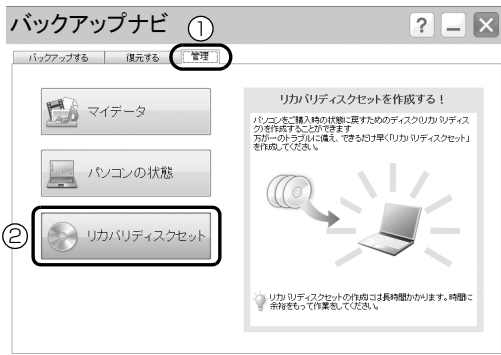 バックアップナビ
①
? – ×
バックアップする
復元する
管理
マイデータ
パソコンの状態
②
リカバリディスクセット
リカバリディスクセットを作成する！
パソコンをご購入時の状態に戻すためのディスク(リカバリディス
ク)を作成することができます
万が一のトラブルに備え、できるだけ早く「リカバリディスクセット」
を作成してください。
リカバリディスクセットの作成には長時間かかります。時間に
余裕をもって作業をしてください。